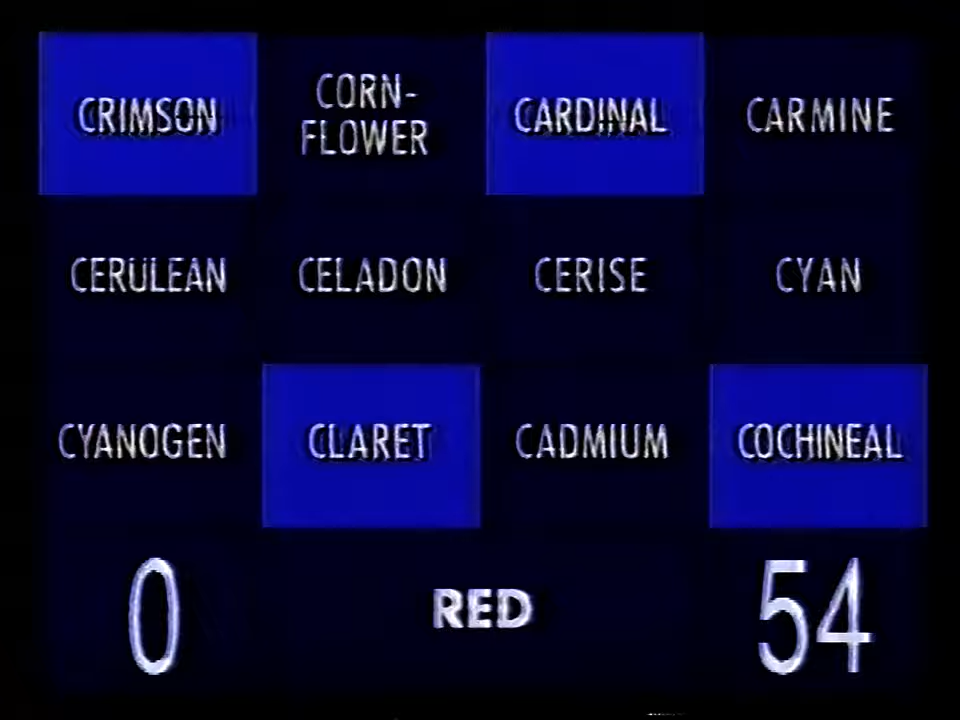 CRIMSON
CORN-
FLOWER
CARDINAL
CARMINE
CERULEAN
CELADON
CERISE
CYAN
CYANOGEN
CLARET
CADMIUM
COCHINEAL
0
RED
54